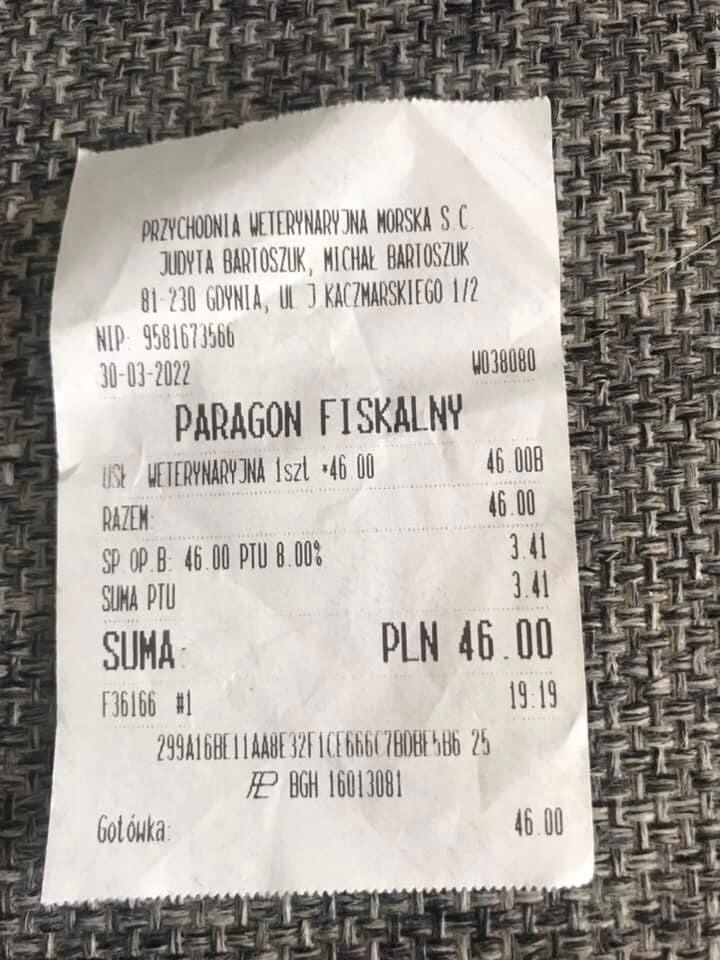 PRZYCHODNIA WETERYNARYJNA MORSKA S.C.
JUDYTA BARTOSZUK, MICHAŁ BARTOSZUK
81-230 GDYNIA, UL. J KACZMARSKIEGO 1/2
NIP: 9581673566
30-03-2022 W038080
PARAGON FISKALNY
USŁ WETERYNARYJNA 1szt *46.00 46.00B
RAZEM: 46.00
SP.OP.B: 46.00 PTU 8.00% 3.41
SUMA PTU 3.41
SUMA: PLN 46.00
F36166 #1 19:19
299A16BE11AA8E32F1CE666C7BDBE5B6 25
BGH 16013081
Gotówka: 46.00